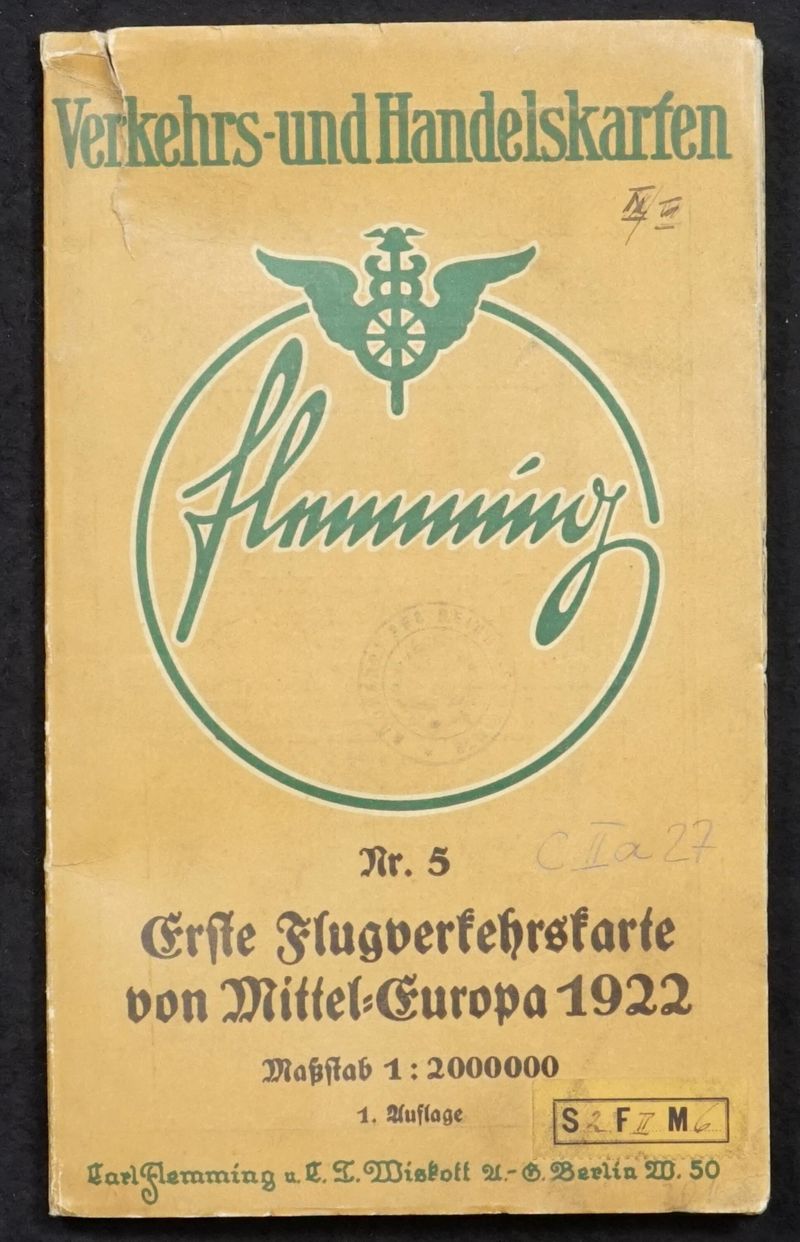 Verkehrs- und Handelskarten
Flemming
Nr. 5
C II a 27
Erste Flugverkehrskarte
von Mittel=Europa 1922
Maßstab 1 : 2000000
1. Auflage
S 2 F II M 6
Carl Flemming u. C. T. Wiskott A.-G. Berlin W. 50